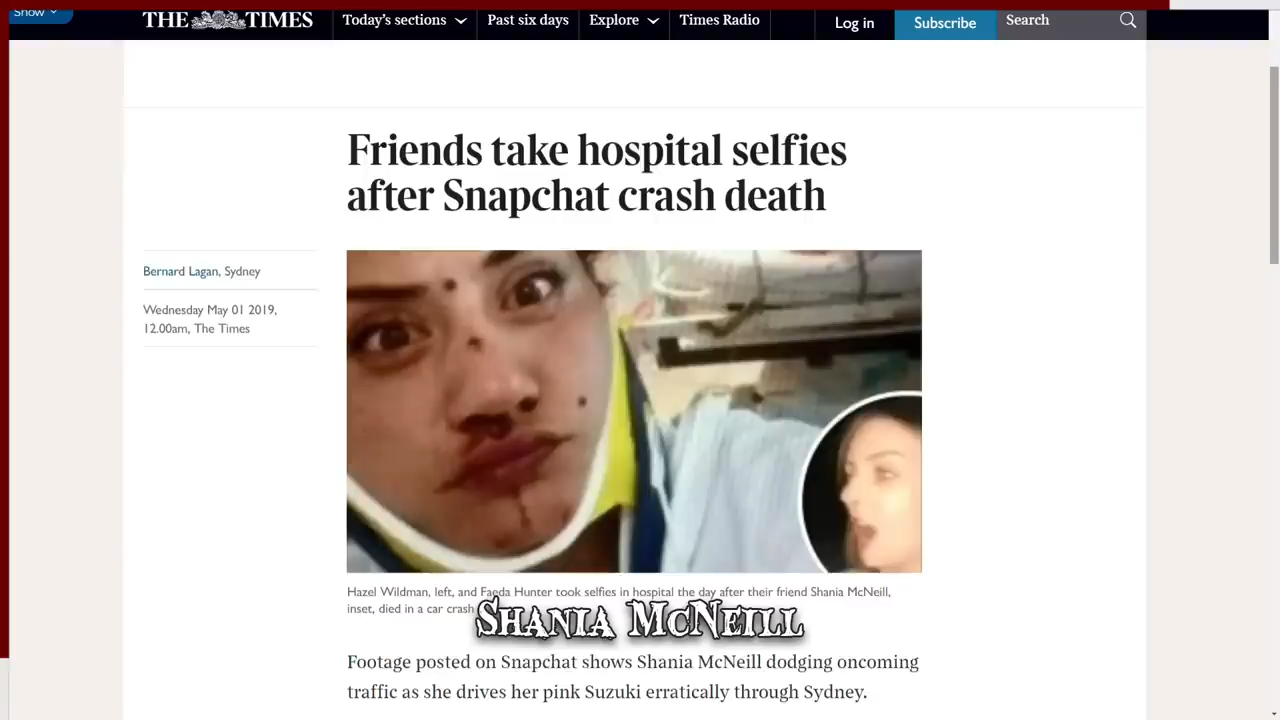 Show
THE TIMES
Today's sections
Past six days
Explore
Times Radio
Log in
Subscribe
Search
Friends take hospital selfies
after Snapchat crash death
Bernard Lagan, Sydney
Wednesday May 01 2019,
12.00am, The Times
Hazel Wildman, left, and Faeda Hunter took selfies in hospital the day after their friend Shania McNeill,
inset, died in a car crash
Shania McNeill
Footage posted on Snapchat shows Shania McNeill dodging oncoming
traffic as she drives her pink Suzuki erratically through Sydney.